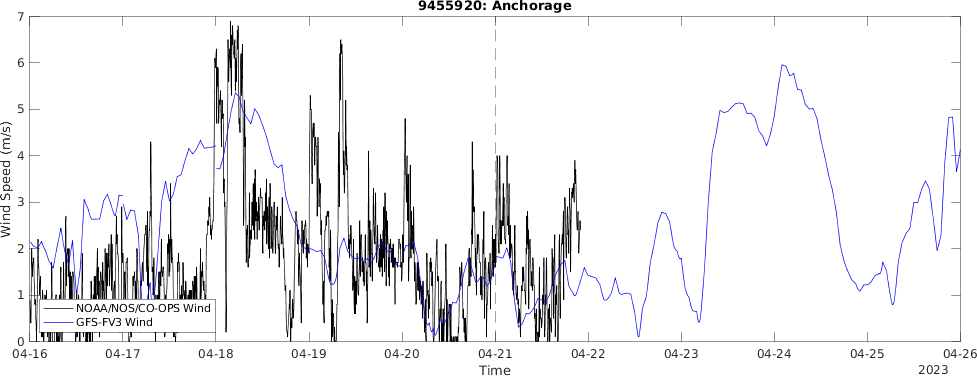 9455920: Anchorage
Wind Speed (m/s)
7
6
5
4
3
2
1
0
NOAA/NOS/CO-OPS Wind
GFS-FV3 Wind
04-16 04-17 04-18 04-19 04-20 04-21 04-22 04-23 04-24 04-25 04-26
Time
2023